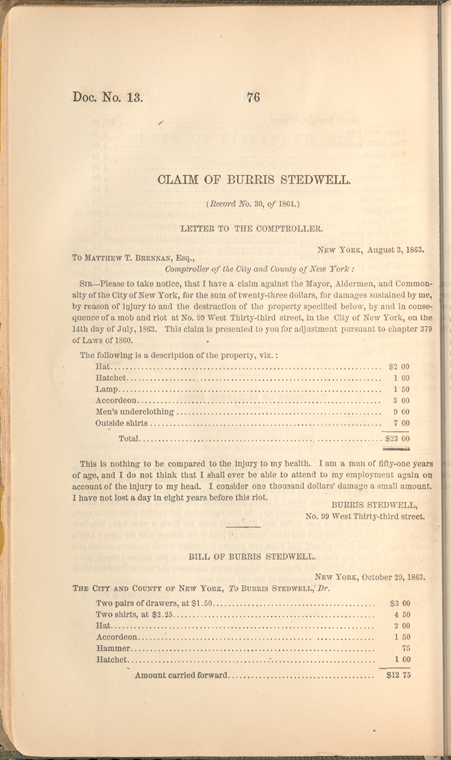 Doc. No. 13. 76
CLAIM OF BURRIS STEDWELL.
(Record No. 30, of 1864.)
LETTER TO THE COMPTROLLER.
New York, August 3, 1863.
To Matthew T. Brennan, Esq.,
Comptroller of the City and County of New York :
Sir—Please to take notice, that I have a claim against the Mayor, Aldermen, and Common-
alty of the City of New York, for the sum of twenty-three dollars, for damages sustained by me,
by reason of injury to and the destruction of the property specified below, by and in conse-
quence of a mob and riot at No. 99 West Thirty-third street, in the City of New York, on the
14th day of July, 1863. This claim is presented to you for adjustment pursuant to chapter 379
of Laws of 1860.
The following is a description of the property, viz. :
Hat........ $2 00
Hatchet........ 1 00
Lamp........ 1 50
Accordeon........ 3 00
Men's underclothing........ 9 00
Outside shirts........ 7 00
Total........ $23 00
This is nothing to be compared to the injury to my health. I am a man of fifty-one years
of age, and I do not think that I shall ever be able to attend to my employment again on
account of the injury to my head. I consider one thousand dollars' damage a small amount.
I have not lost a day in eight years before this riot.
BURRIS STEDWELL,
No. 99 West Thirty-third street.
BILL OF BURRIS STEDWELL.
New York, October 29, 1863.
The City and County of New York, To Burris Stedwell, Dr.
Two pairs of drawers, at $1.50........ $3 00
Two shirts, at $2.25........ 4 50
Hat........ 2 00
Accordeon........ 1 50
Hammer........ 75
Hatchet........ 1 00
Amount carried forward........ $12 75